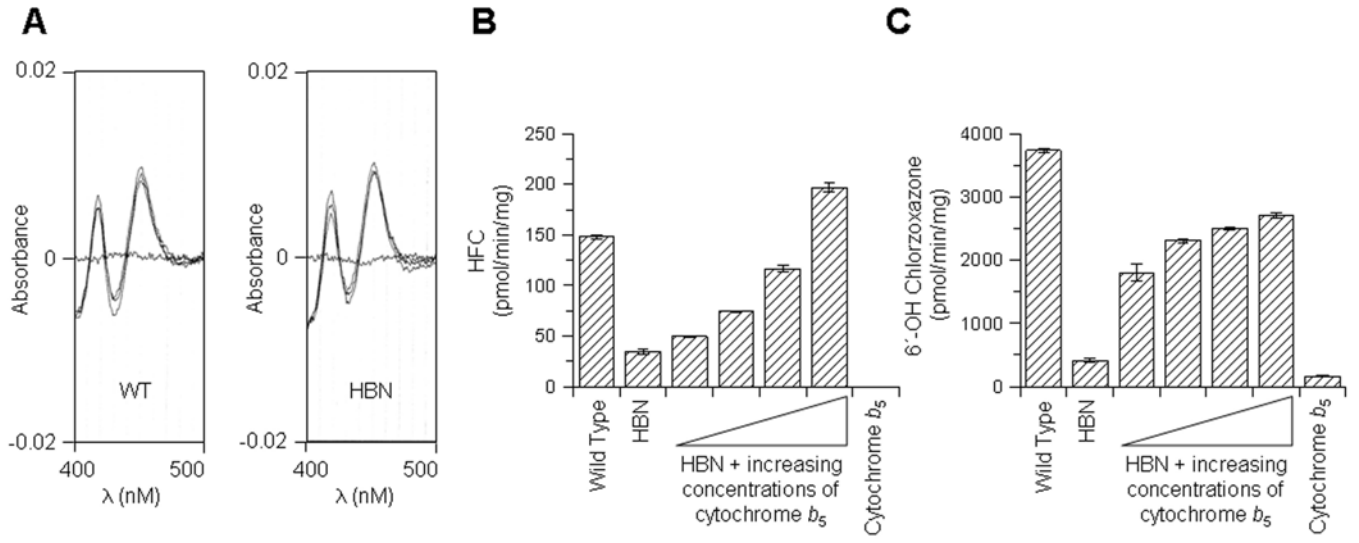 A
0.02
0
-0.02
Absorbance
WT
400
500
λ (nM)
0.02
0
-0.02
Absorbance
HBN
400
500
λ (nM)
B
HFC
(pmol/min/mg)
250
200
150
100
50
0
Wild Type
HBN
HBN + increasing
concentrations of
cytochrome b5
Cytochrome b5
C
6´-OH Chlorzoxazone
(pmol/min/mg)
4000
3000
2000
1000
0
Wild Type
HBN
HBN + increasing
concentrations of
cytochrome b5
Cytochrome b5